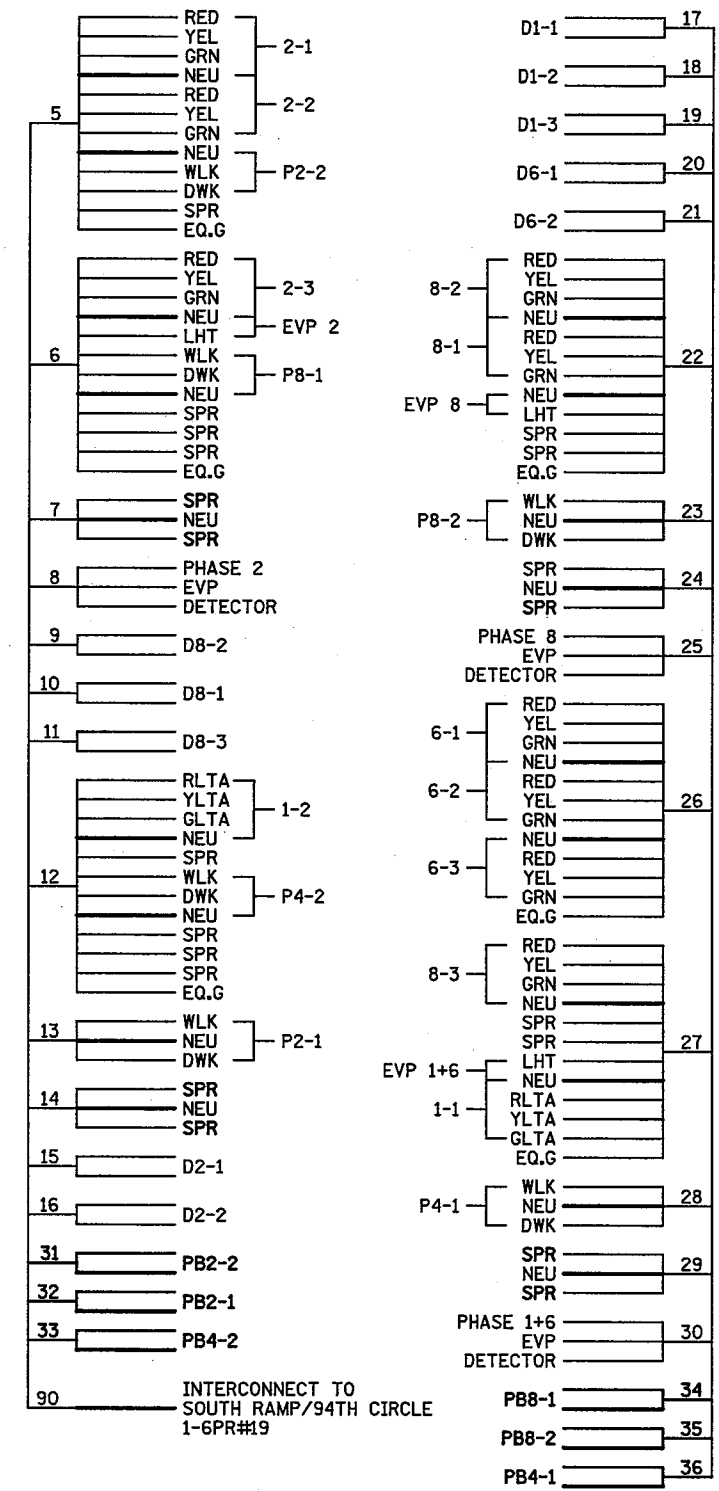 5
RED
YEL
GRN
NEU
2-1
RED
YEL
GRN
2-2
NEU
WLK
DWK
P2-2
SPR
EQ.G
6
RED
YEL
GRN
2-3
NEU
LHT
EVP 2
WLK
DWK
NEU
P8-1
SPR
SPR
SPR
EQ.G
7
SPR
NEU
SPR
8
PHASE 2
EVP
DETECTOR
9
D8-2
10
D8-1
11
D8-3
12
RLTA
YLTA
GLTA
NEU
1-2
SPR
WLK
DWK
NEU
P4-2
SPR
SPR
SPR
EQ.G
13
WLK
NEU
DWK
P2-1
14
SPR
NEU
SPR
15
D2-1
16
D2-2
31
PB2-2
32
PB2-1
33
PB4-2
90
INTERCONNECT TO
SOUTH RAMP/94TH CIRCLE
1-6PR#19
D1-1
17
D1-2
18
D1-3
19
D6-1
20
D6-2
21
8-2
RED
YEL
GRN
NEU
8-1
RED
YEL
GRN
22
EVP 8
NEU
LHT
SPR
SPR
EQ.G
P8-2
WLK
NEU
DWK
23
SPR
NEU
SPR
24
PHASE 8
EVP
DETECTOR
25
6-1
RED
YEL
GRN
NEU
6-2
RED
YEL
GRN
26
6-3
NEU
RED
YEL
GRN
EQ.G
8-3
RED
YEL
GRN
NEU
SPR
SPR
27
EVP 1+6
LHT
NEU
1-1
RLTA
YLTA
GLTA
EQ.G
P4-1
WLK
NEU
DWK
28
SPR
NEU
SPR
29
PHASE 1+6
EVP
DETECTOR
30
PB8-1
34
PB8-2
35
PB4-1
36